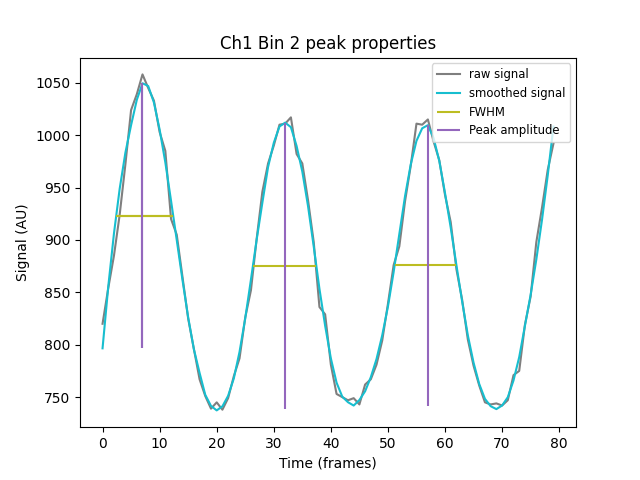 Ch1 Bin 2 peak properties
raw signal
smoothed signal
FWHM
Peak amplitude
Signal (AU)
1050
1000
950
900
850
800
750
0 10 20 30 40 50 60 70 80
Time (frames)